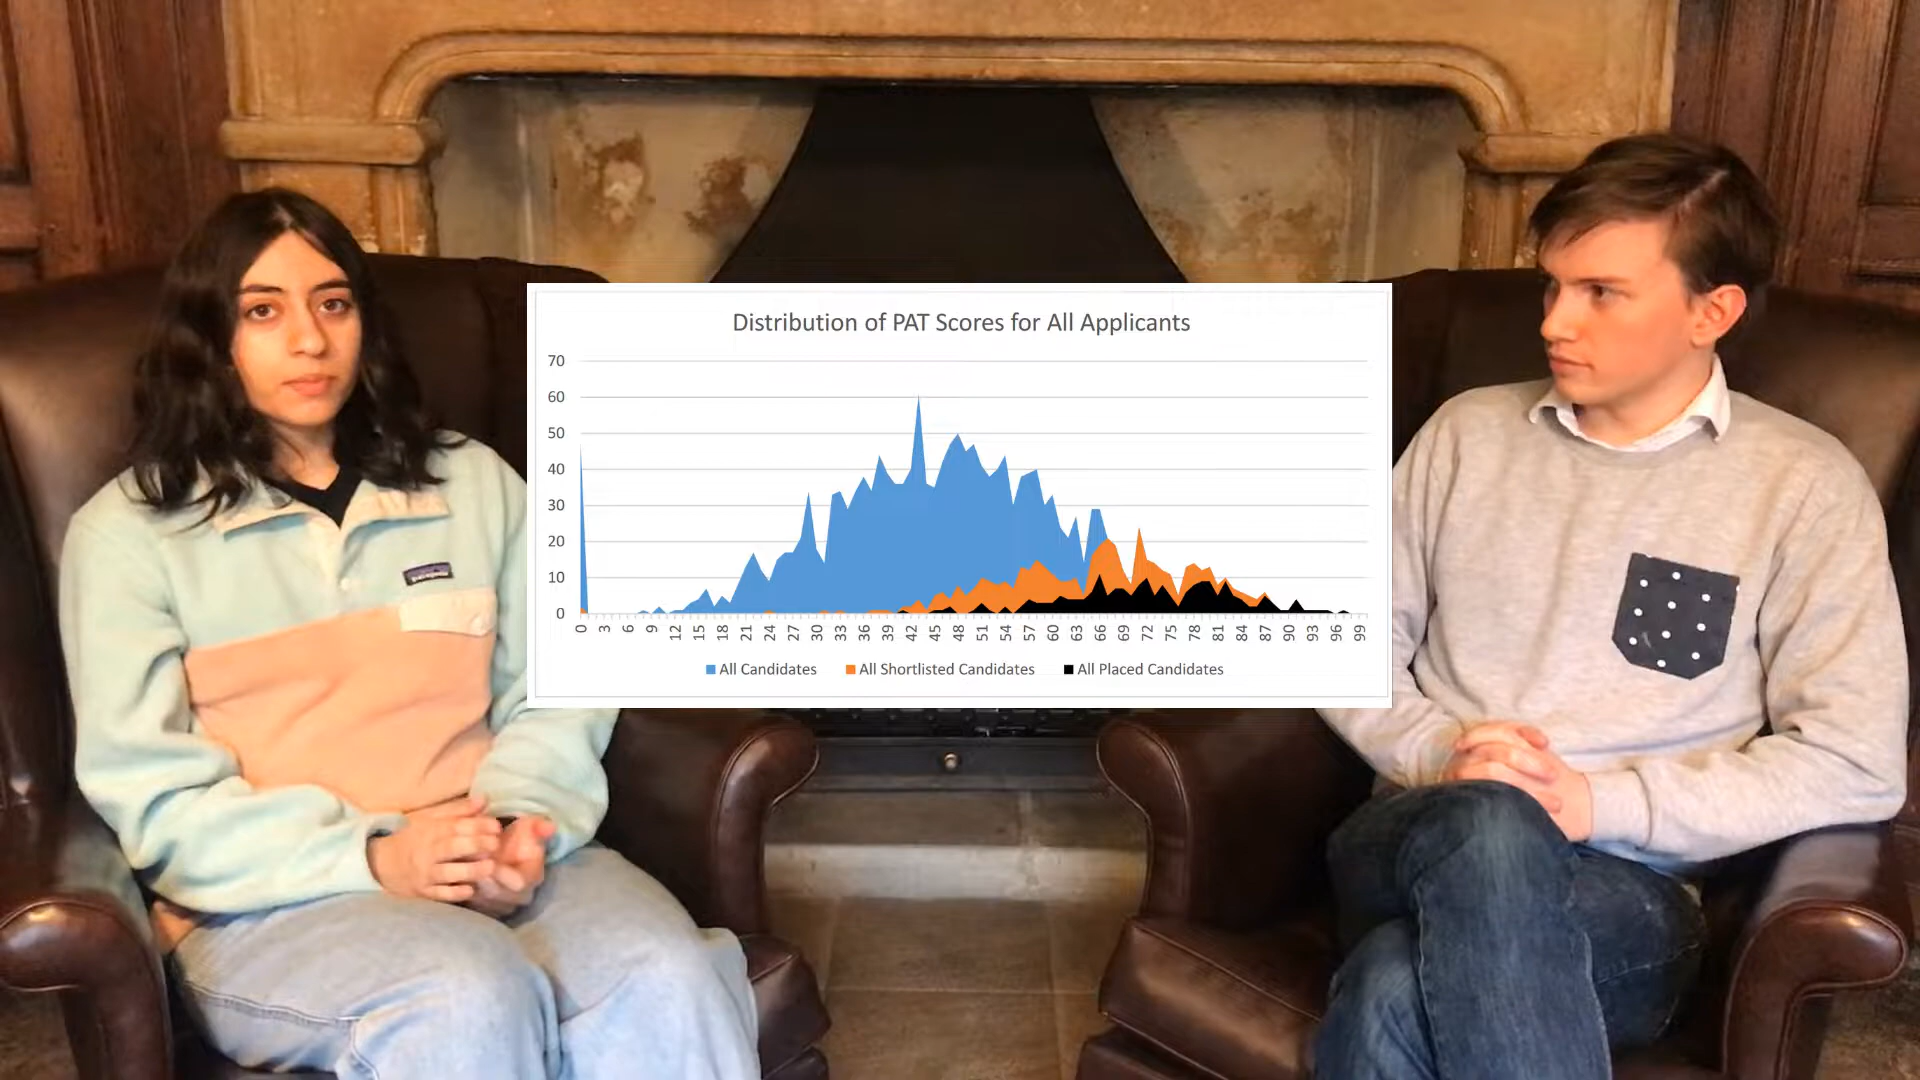 Distribution of PAT Scores for All Applicants
70
60
50
40
30
20
10
0
0 3 6 9 12 15 18 21 24 27 30 33 36 39 42 45 48 51 54 57 60 63 66 69 72 75 78 81 84 87 90 93 96 99
All Candidates All Shortlisted Candidates All Placed Candidates